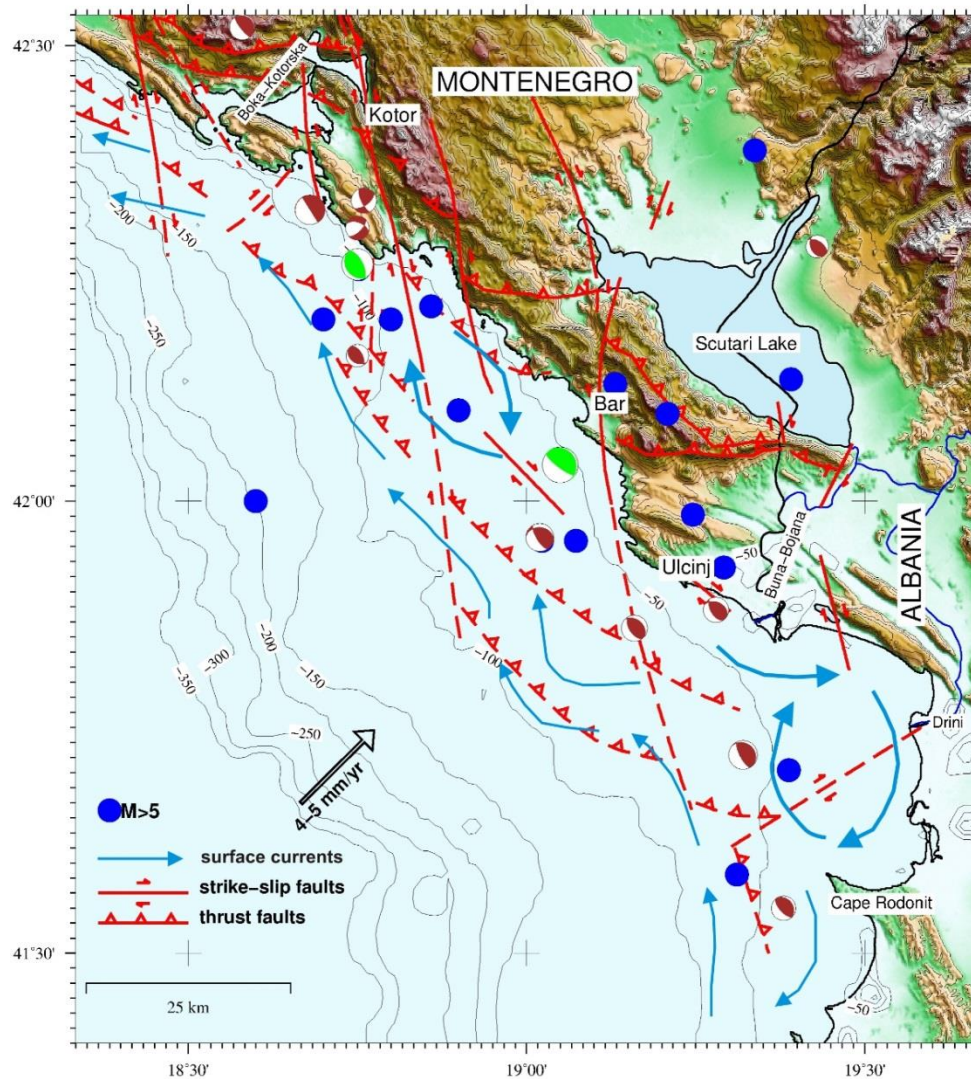 42°30'
MONTENEGRO
Boka-Kotorska
Kotor
-200
-150
-250
-100
Scutari Lake
Bar
42°00'
-50
Ulcinj
Buna-Bojana
ALBANIA
-50
-100
-200
-150
-300
-350
-250
Drini
4-5 mm/yr
M>5
surface currents
strike-slip faults
thrust faults
Cape Rodonit
41°30'
25 km
-50
18°30'
19°00'
19°30'